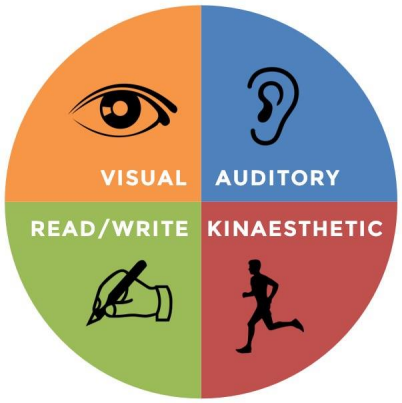 VISUAL
AUDITORY
READ/WRITE
KINAESTHETIC